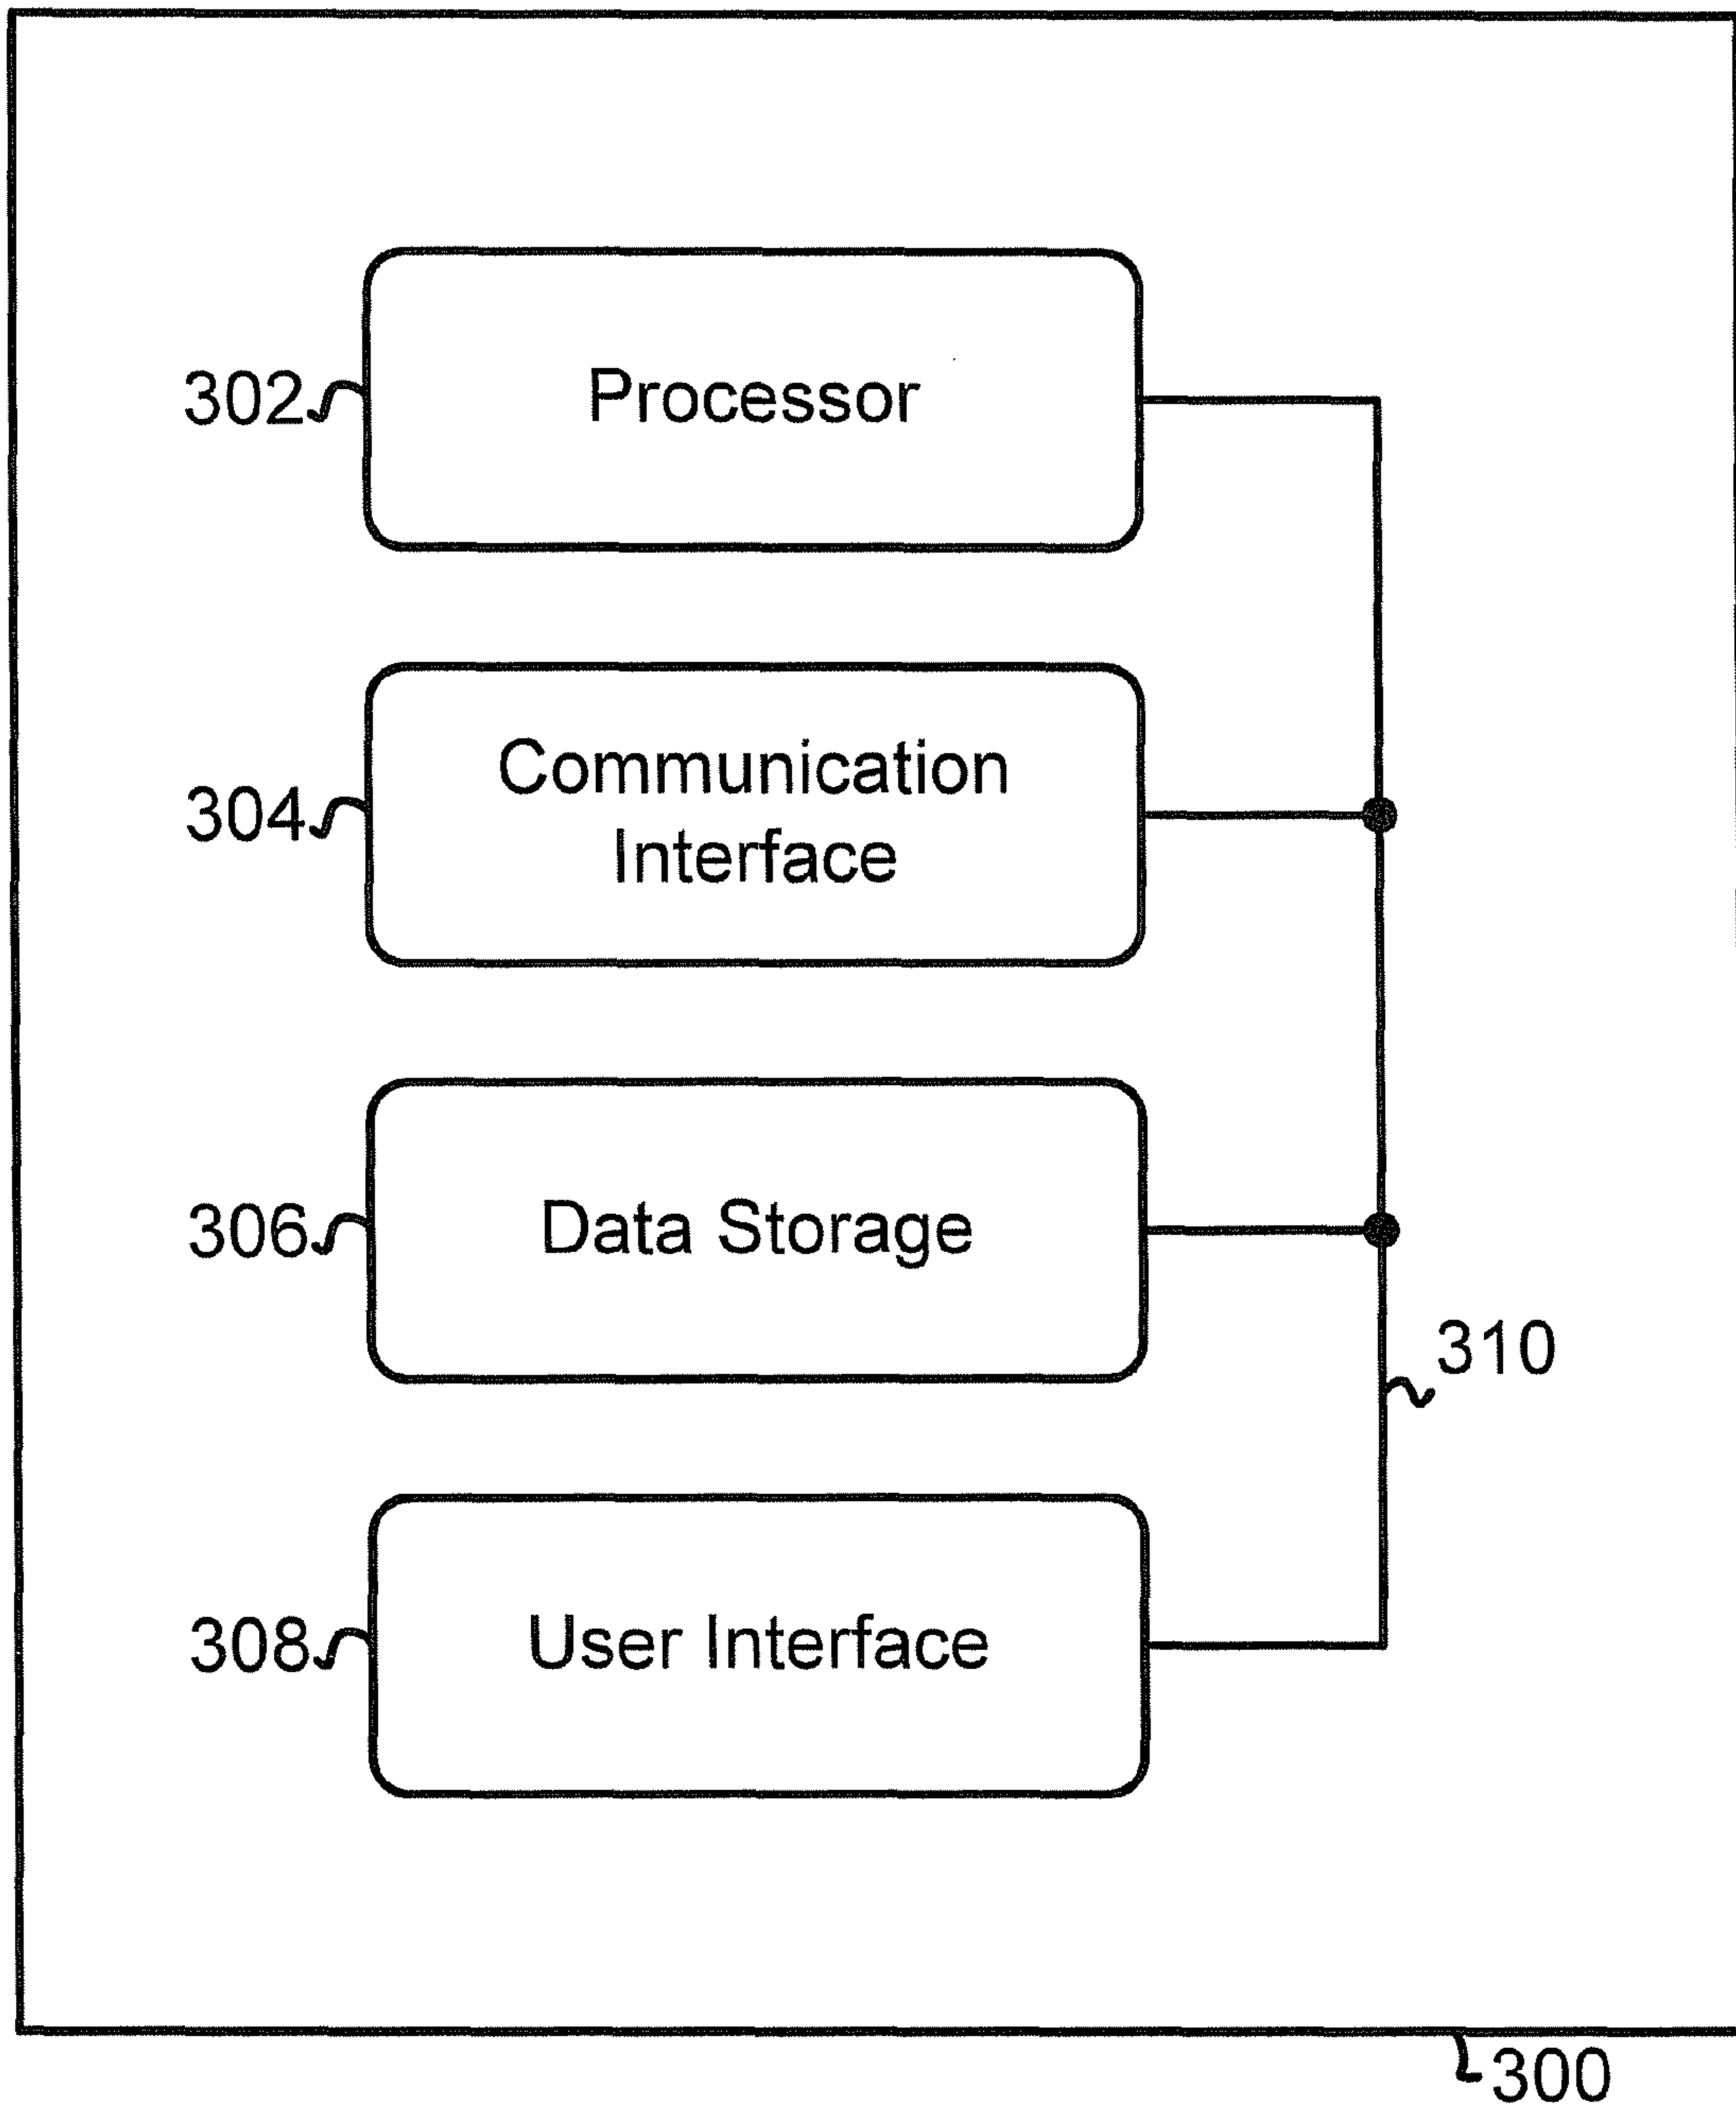 302
Processor
304
Communication
Interface
306
Data Storage
310
308
User Interface
300